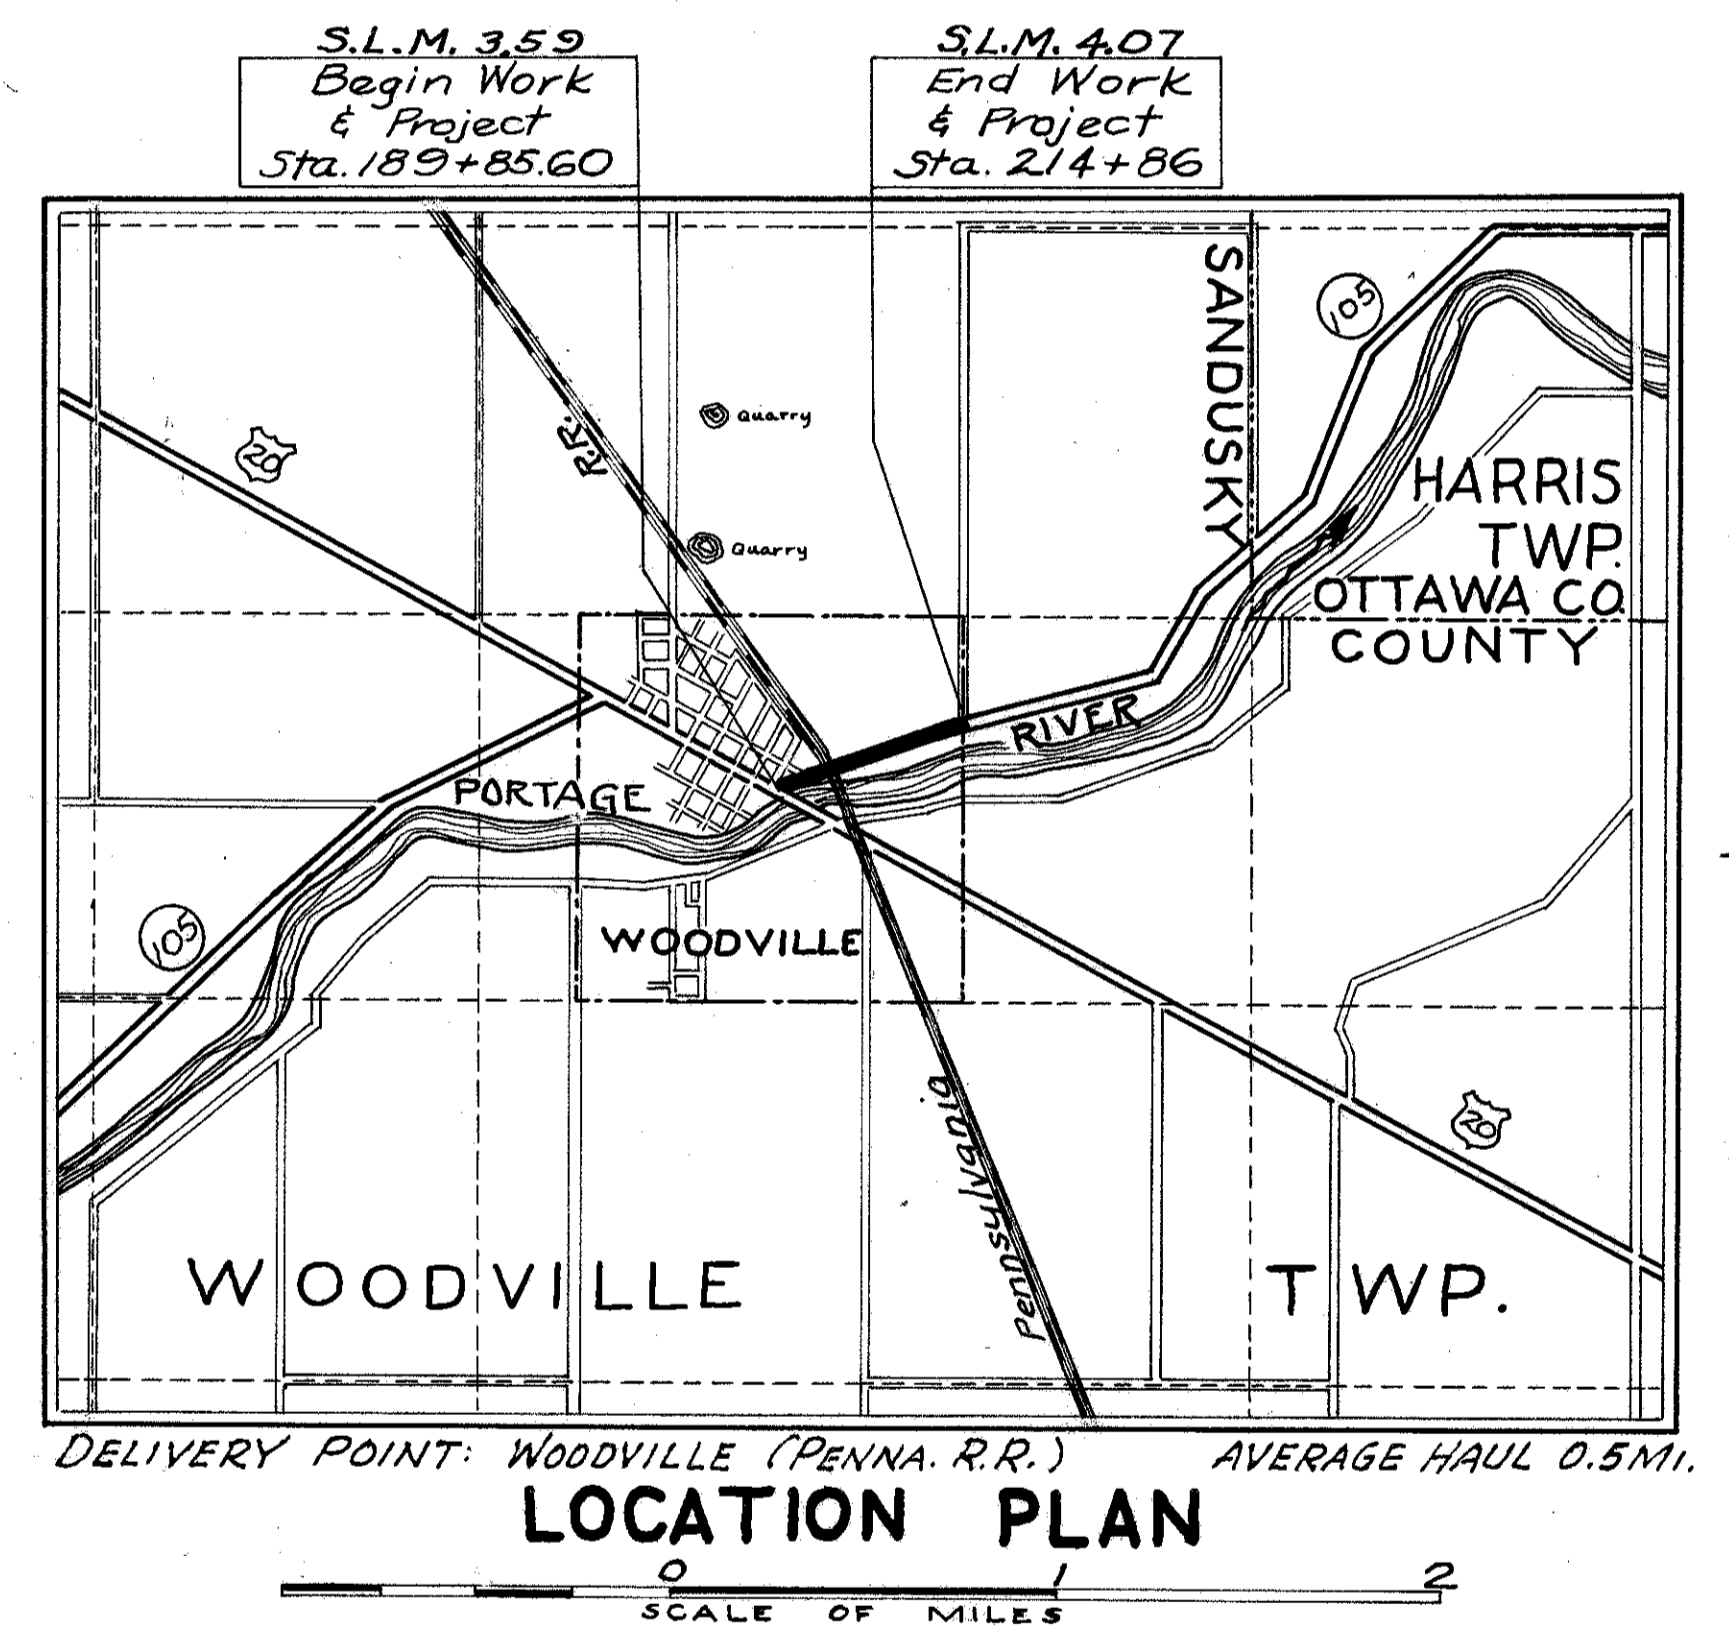 S.L.M. 3.59
Begin Work
& Project
Sta. 189+85.60
S.L.M. 4.07
End Work
& Project
Sta. 214+86
SANDUSKY
105
20
R.R.
Quarry
Quarry
HARRIS
TWP.
OTTAWA CO.
COUNTY
RIVER
PORTAGE
105
WOODVILLE
20
Pennsylvania
WOODVILLE TWP.
DELIVERY POINT: WOODVILLE (PENNA. R.R.) AVERAGE HAUL 0.5 MI.
LOCATION PLAN
0 1 2
SCALE OF MILES